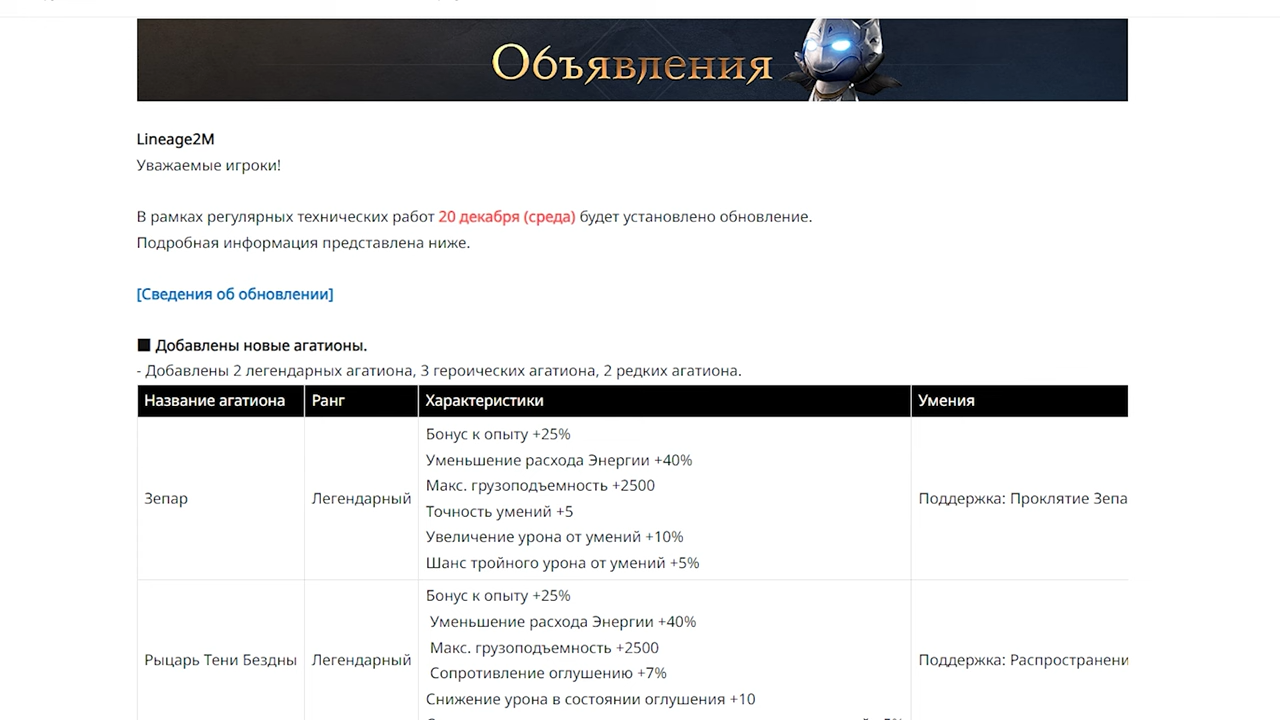 Объявления
Lineage2M
Уважаемые игроки!
В рамках регулярных технических работ 20 декабря (среда) будет установлено обновление.
Подробная информация представлена ниже.
[Сведения об обновлении]
■ Добавлены новые агатионы.
- Добавлены 2 легендарных агатиона, 3 героических агатиона, 2 редких агатиона.
Название агатиона Ранг Характеристики Умения
Бонус к опыту +25%
Уменьшение расхода Энергии +40%
Макс. грузоподъемность +2500
Зепар Легендарный Поддержка: Проклятие Зепа
Точность умений +5
Увеличение урона от умений +10%
Шанс тройного урона от умений +5%
Бонус к опыту +25%
Уменьшение расхода Энергии +40%
Макс. грузоподъемность +2500
Рыцарь Тени Бездны Легендарный Поддержка: Распространени
Сопротивление оглушению +7%
Снижение урона в состоянии оглушения +10